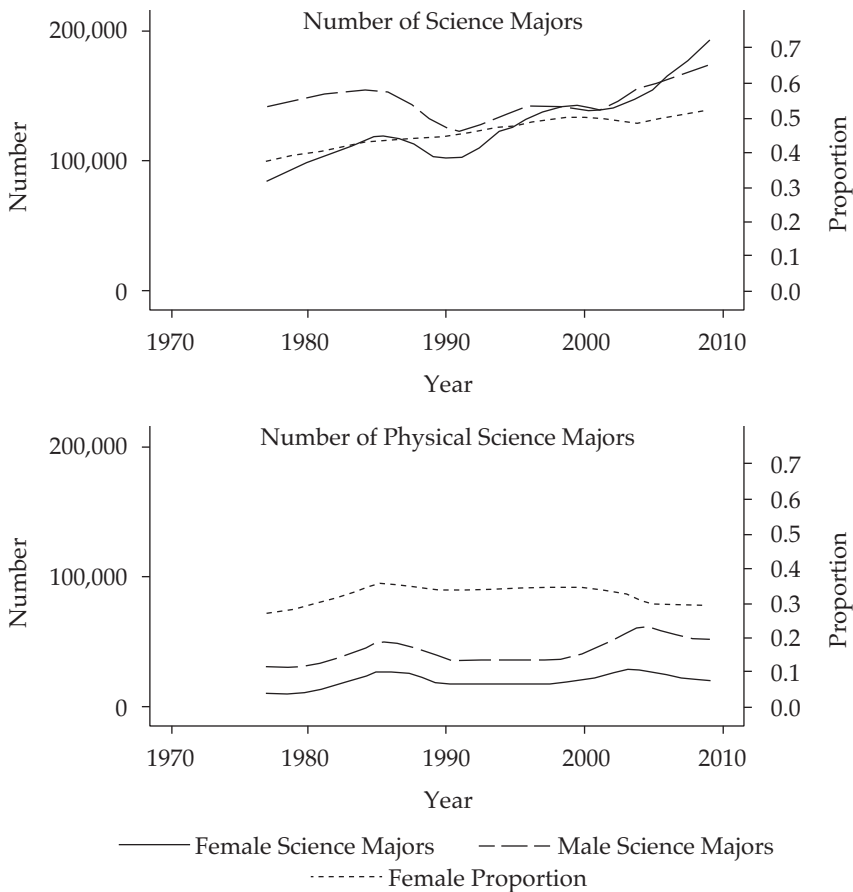 Number of Science Majors
200,000
100,000
0
Number
0.7
0.6
0.5
0.4
0.3
0.2
0.1
0.0
Proportion
1970 1980 1990 2000 2010
Year
Number of Physical Science Majors
200,000
100,000
0
Number
0.7
0.6
0.5
0.4
0.3
0.2
0.1
0.0
Proportion
1970 1980 1990 2000 2010
Year
Female Science Majors Male Science Majors
Female Proportion